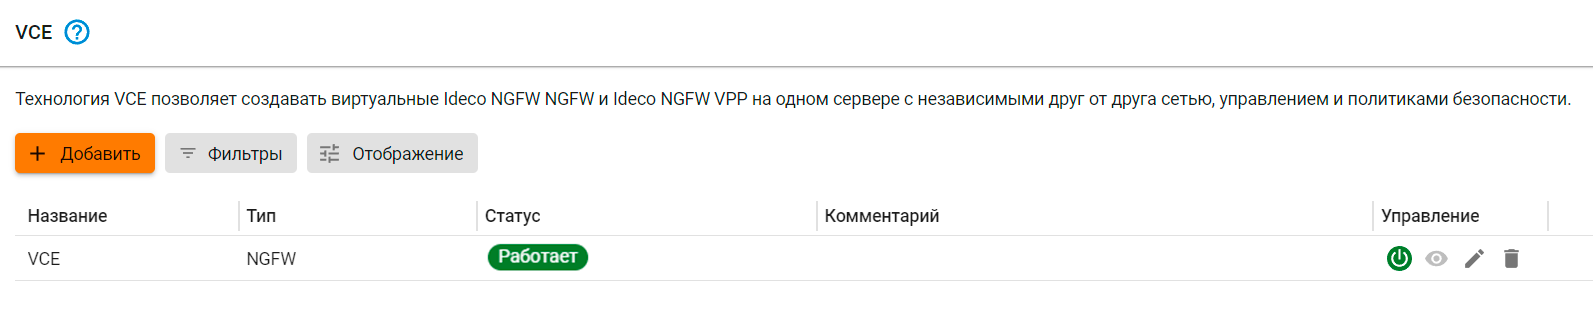 VCE ?
Технология VCE позволяет создавать виртуальные Ideco NGFW NGFW и Ideco NGFW VPP на одном сервере с независимыми друг от друга сетью, управлением и политиками безопасности.
+ Добавить Фильтры Отображение
Название Тип Статус Комментарий Управление
VCE NGFW Работает